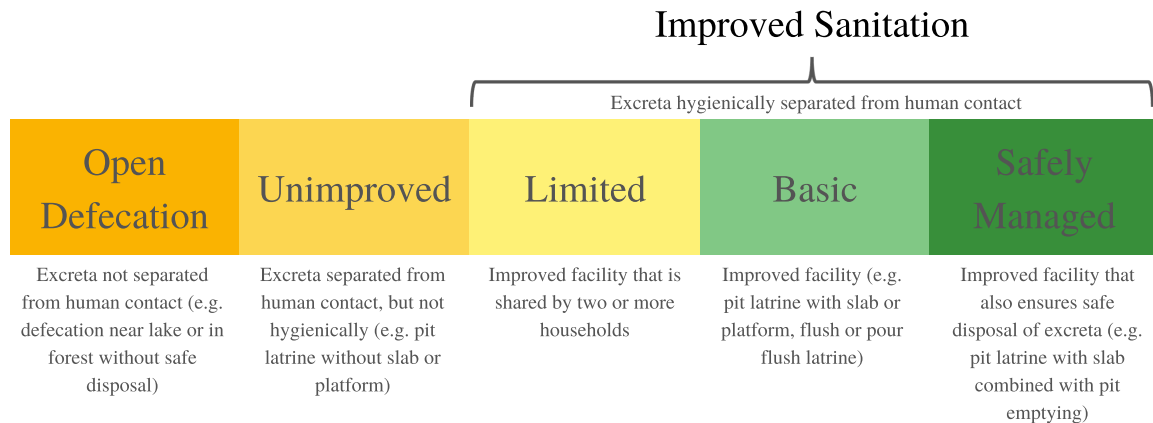 Improved Sanitation
Excreta hygienically separated from human contact
Open
Defecation
Unimproved
Limited
Basic
Safely
Managed
Excreta not separated
from human contact (e.g.
defecation near lake or in
forest without safe
disposal)
Excreta separated from
human contact, but not
hygienically (e.g. pit
latrine without slab or
platform)
Improved facility that is
shared by two or more
households
Improved facility (e.g.
pit latrine with slab or
platform, flush or pour
flush latrine)
Improved facility that
also ensures safe
disposal of excreta (e.g.
pit latrine with slab
combined with pit
emptying)